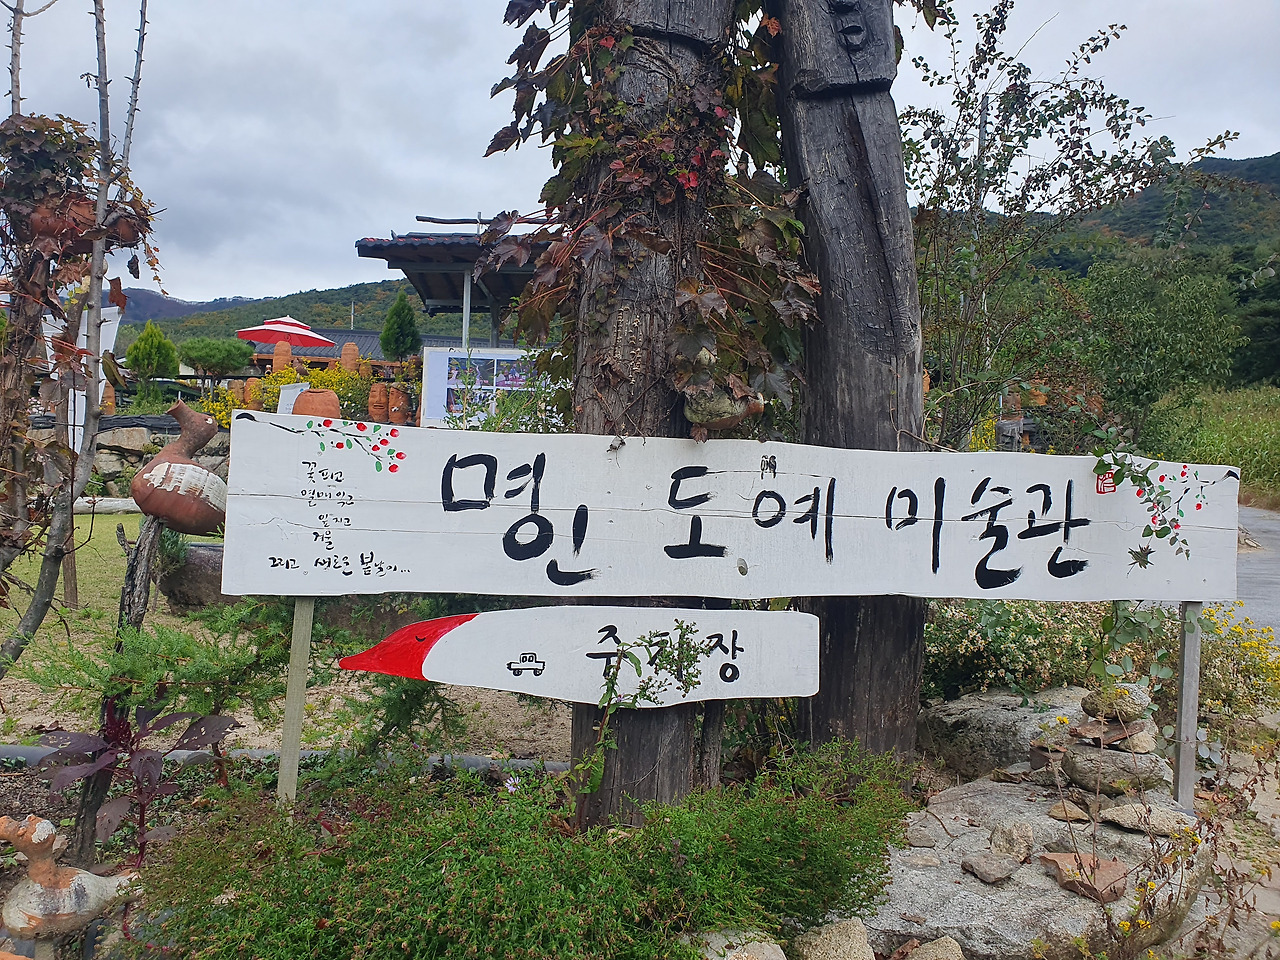 꽃피고
열매익고
잎지고
겨울
그리고 새로운 봄날이...
명인 도예 미술관
주차장